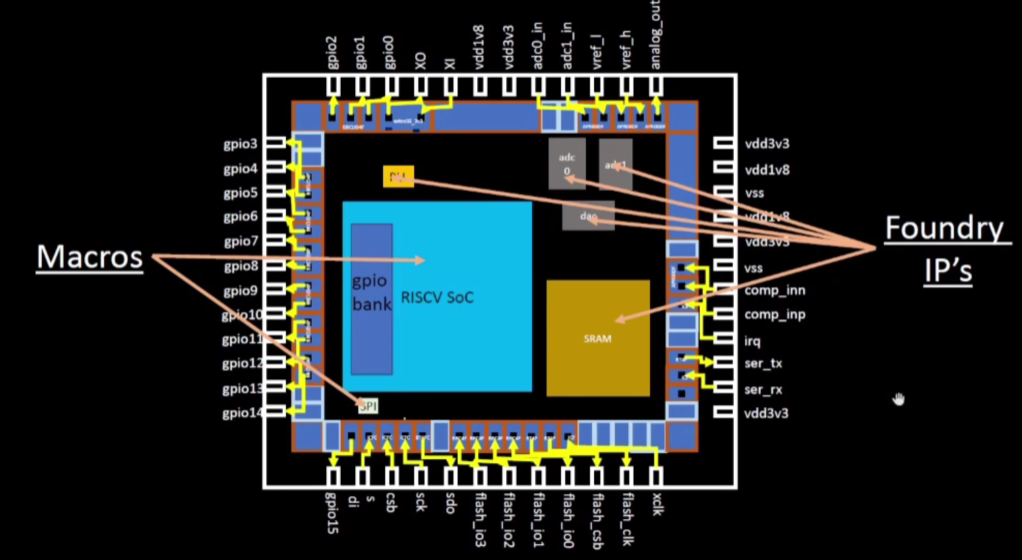 gpio2
gpio1
gpio0
XO
XI
vdd1v8
vdd3v3
adc0_in
adc1_in
vref_l
vref_h
analog_out
gpio3
gpio4
gpio5
gpio6
gpio7
gpio8
gpio9
gpio10
gpio11
gpio12
gpio13
gpio14
Macros
PLL
adc
0
adc1
dac
gpio
bank
RISCV SoC
SRAM
SPI
vdd3v3
vdd1v8
vss
vdd1v8
vdd3v3
vss
comp_inn
comp_inp
irq
ser_tx
ser_rx
vdd3v3
Foundry
IP's
gpio15
di
s
csb
sck
sdo
flash_io3
flash_io2
flash_io1
flash_io0
flash_csb
flash_clk
xclk